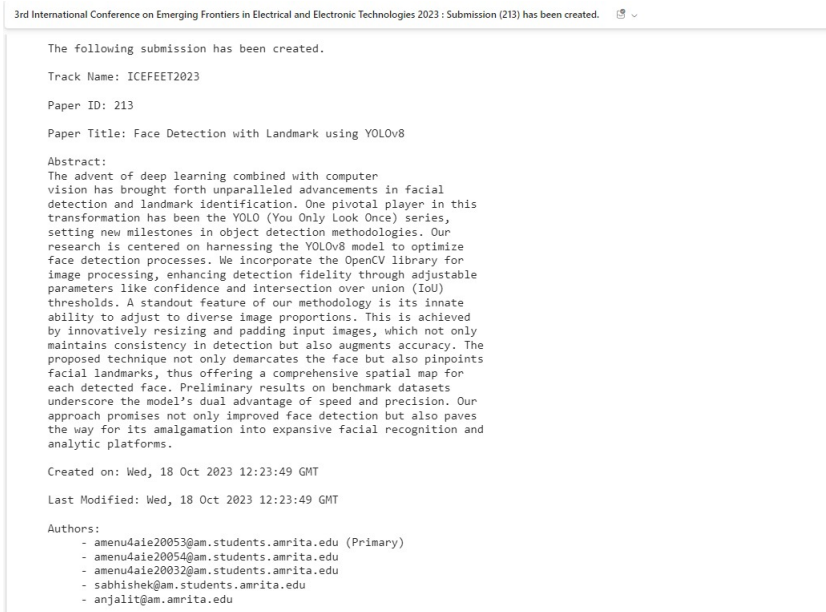 3rd International Conference on Emerging Frontiers in Electrical and Electronic Technologies 2023 : Submission (213) has been created.
The following submission has been created.
Track Name: ICEFEET2023
Paper ID: 213
Paper Title: Face Detection with Landmark using YOLOv8
Abstract:
The advent of deep learning combined with computer
vision has brought forth unparalleled advancements in facial
detection and landmark identification. One pivotal player in this
transformation has been the YOLO (You Only Look Once) series,
setting new milestones in object detection methodologies. Our
research is centered on harnessing the YOLOv8 model to optimize
face detection processes. We incorporate the OpenCV library for
image processing, enhancing detection fidelity through adjustable
parameters like confidence and intersection over union (IoU)
thresholds. A standout feature of our methodology is its innate
ability to adjust to diverse image proportions. This is achieved
by innovatively resizing and padding input images, which not only
maintains consistency in detection but also augments accuracy. The
proposed technique not only demarcates the face but also pinpoints
facial landmarks, thus offering a comprehensive spatial map for
each detected face. Preliminary results on benchmark datasets
underscore the model’s dual advantage of speed and precision. Our
approach promises not only improved face detection but also paves
the way for its amalgamation into expansive facial recognition and
analytic platforms.
Created on: Wed, 18 Oct 2023 12:23:49 GMT
Last Modified: Wed, 18 Oct 2023 12:23:49 GMT
Authors:
- amenu4aie20053@am.students.amrita.edu (Primary)
- amenu4aie20054@am.students.amrita.edu
- amenu4aie20032@am.students.amrita.edu
- sabhishek@am.students.amrita.edu
- anjalit@am.amrita.edu